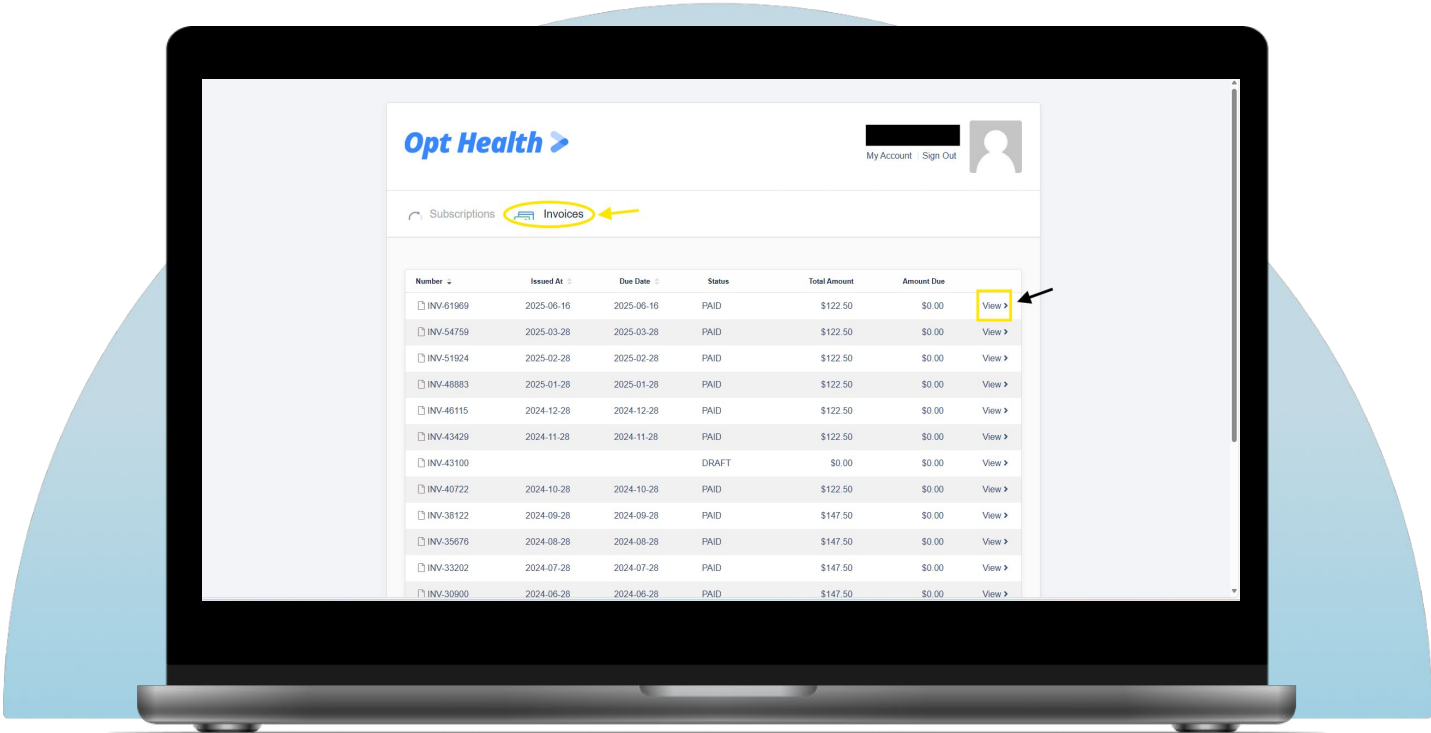 Opt Health
My Account Sign Out
Subscriptions Invoices
Number Issued At Due Date Status Total Amount Amount Due
INV-61969 2025-06-16 2025-06-16 PAID $122.50 $0.00 View >
INV-54759 2025-03-28 2025-03-28 PAID $122.50 $0.00 View >
INV-51924 2025-02-28 2025-02-28 PAID $122.50 $0.00 View >
INV-48883 2025-01-28 2025-01-28 PAID $122.50 $0.00 View >
INV-46115 2024-12-28 2024-12-28 PAID $122.50 $0.00 View >
INV-43429 2024-11-28 2024-11-28 PAID $122.50 $0.00 View >
INV-43100 DRAFT $0.00 $0.00 View >
INV-40722 2024-10-28 2024-10-28 PAID $122.50 $0.00 View >
INV-38122 2024-09-28 2024-09-28 PAID $147.50 $0.00 View >
INV-35676 2024-08-28 2024-08-28 PAID $147.50 $0.00 View >
INV-33202 2024-07-28 2024-07-28 PAID $147.50 $0.00 View >
INV-30900 2024-06-28 2024-06-28 PAID $147.50 $0.00 View >